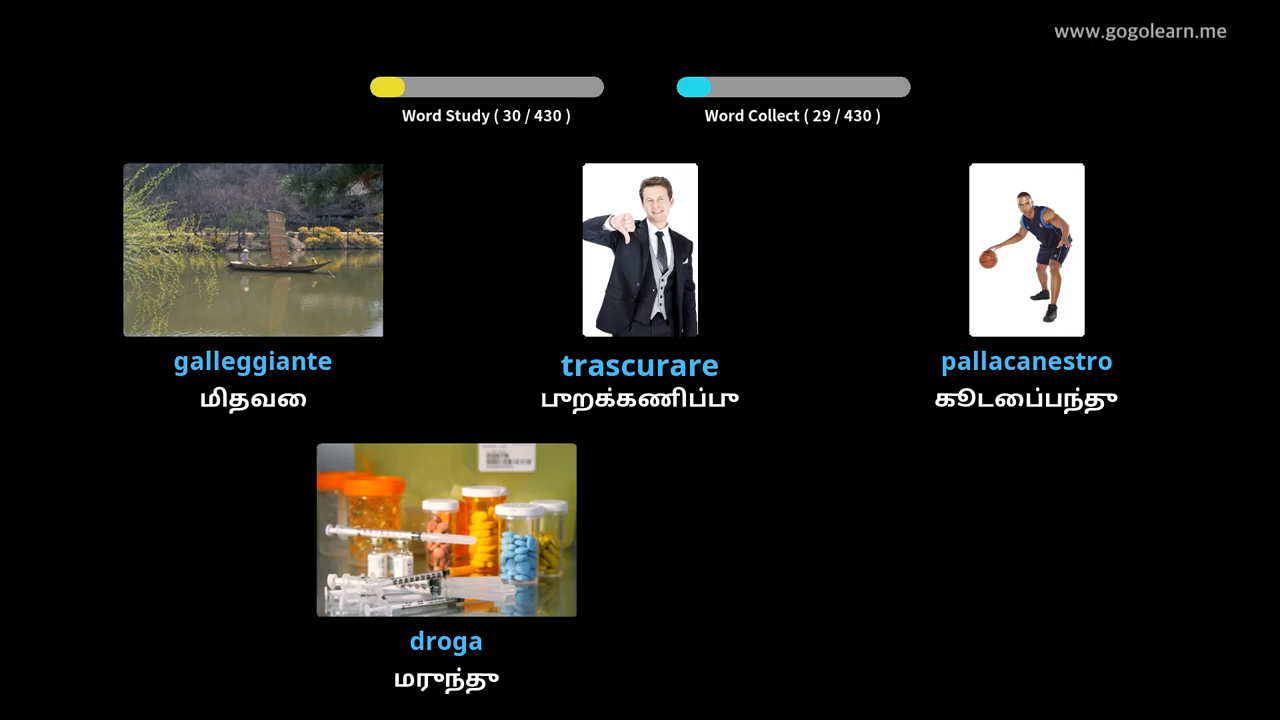 www.gogolearn.me
Word Study ( 30 / 430 )
Word Collect ( 29 / 430 )
galleggiante
மிதவை
trascurare
புறக்கணிப்பு
pallacanestro
கூடைப்பந்து
droga
மருந்து